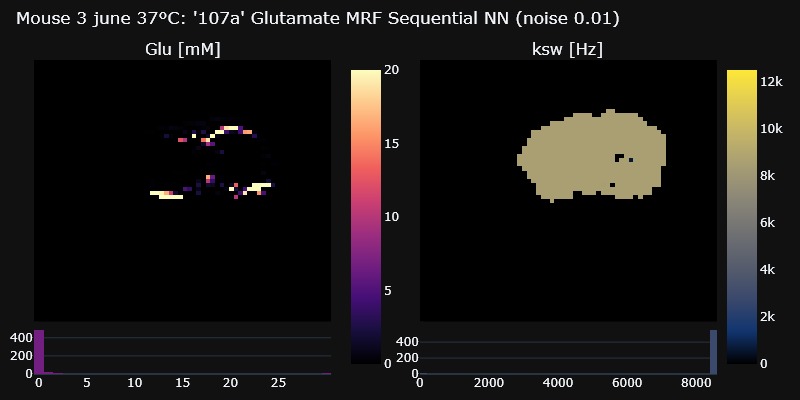 Mouse 3 june 37ºC: '107a' Glutamate MRF Sequential NN (noise 0.01)
Glu [mM]
ksw [Hz]
20
15
10
5
0
12k
10k
8k
6k
4k
2k
0
400
200
0
0 5 10 15 20 25
400
200
0
0 2000 4000 6000 8000